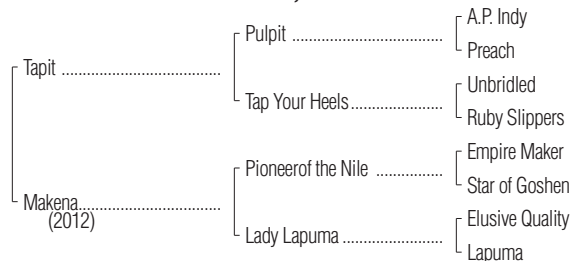 A.P. Indy
Pulpit ......................................
Preach
Tapit ........................................
Unbridled
Tap Your Heels.......................
Ruby Slippers
Empire Maker
Pioneerof the Nile .................
Star of Goshen
Makena....................................
(2012)
Elusive Quality
Lady Lapuma .........................
Lapuma